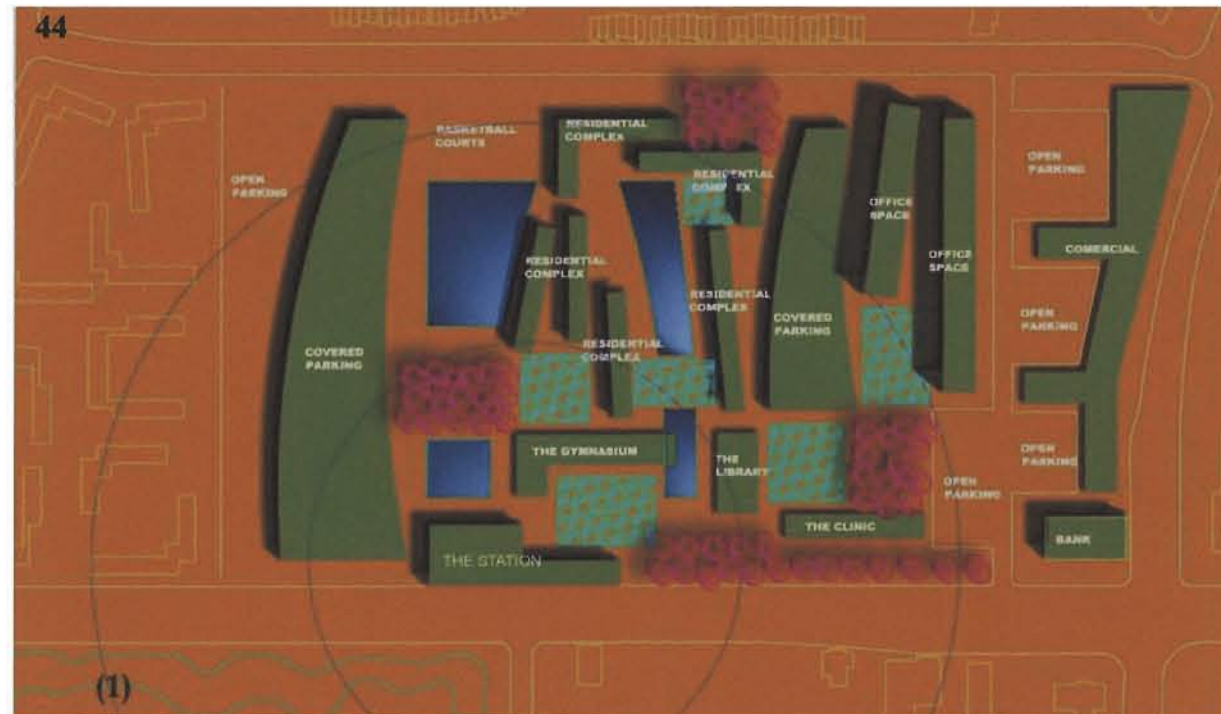 44
BASKETBALL
COURTS
RESIDENTIAL
COMPLEX
OPEN
PARKING
OPEN
PARKING
RESIDENTIAL
COMPLEX
OFFICE
SPACE
COMERCIAL
OFFICE
SPACE
RESIDENTIAL
COMPLEX
RESIDENTIAL
COMPLEX
COVERED
PARKING
OPEN
PARKING
RESIDENTIAL
COMPLEX
COVERED
PARKING
THE GYMNASIUM
THE
LIBRARY
OPEN
PARKING
OPEN
PARKING
THE CLINIC
BANK
THE STATION
(1)